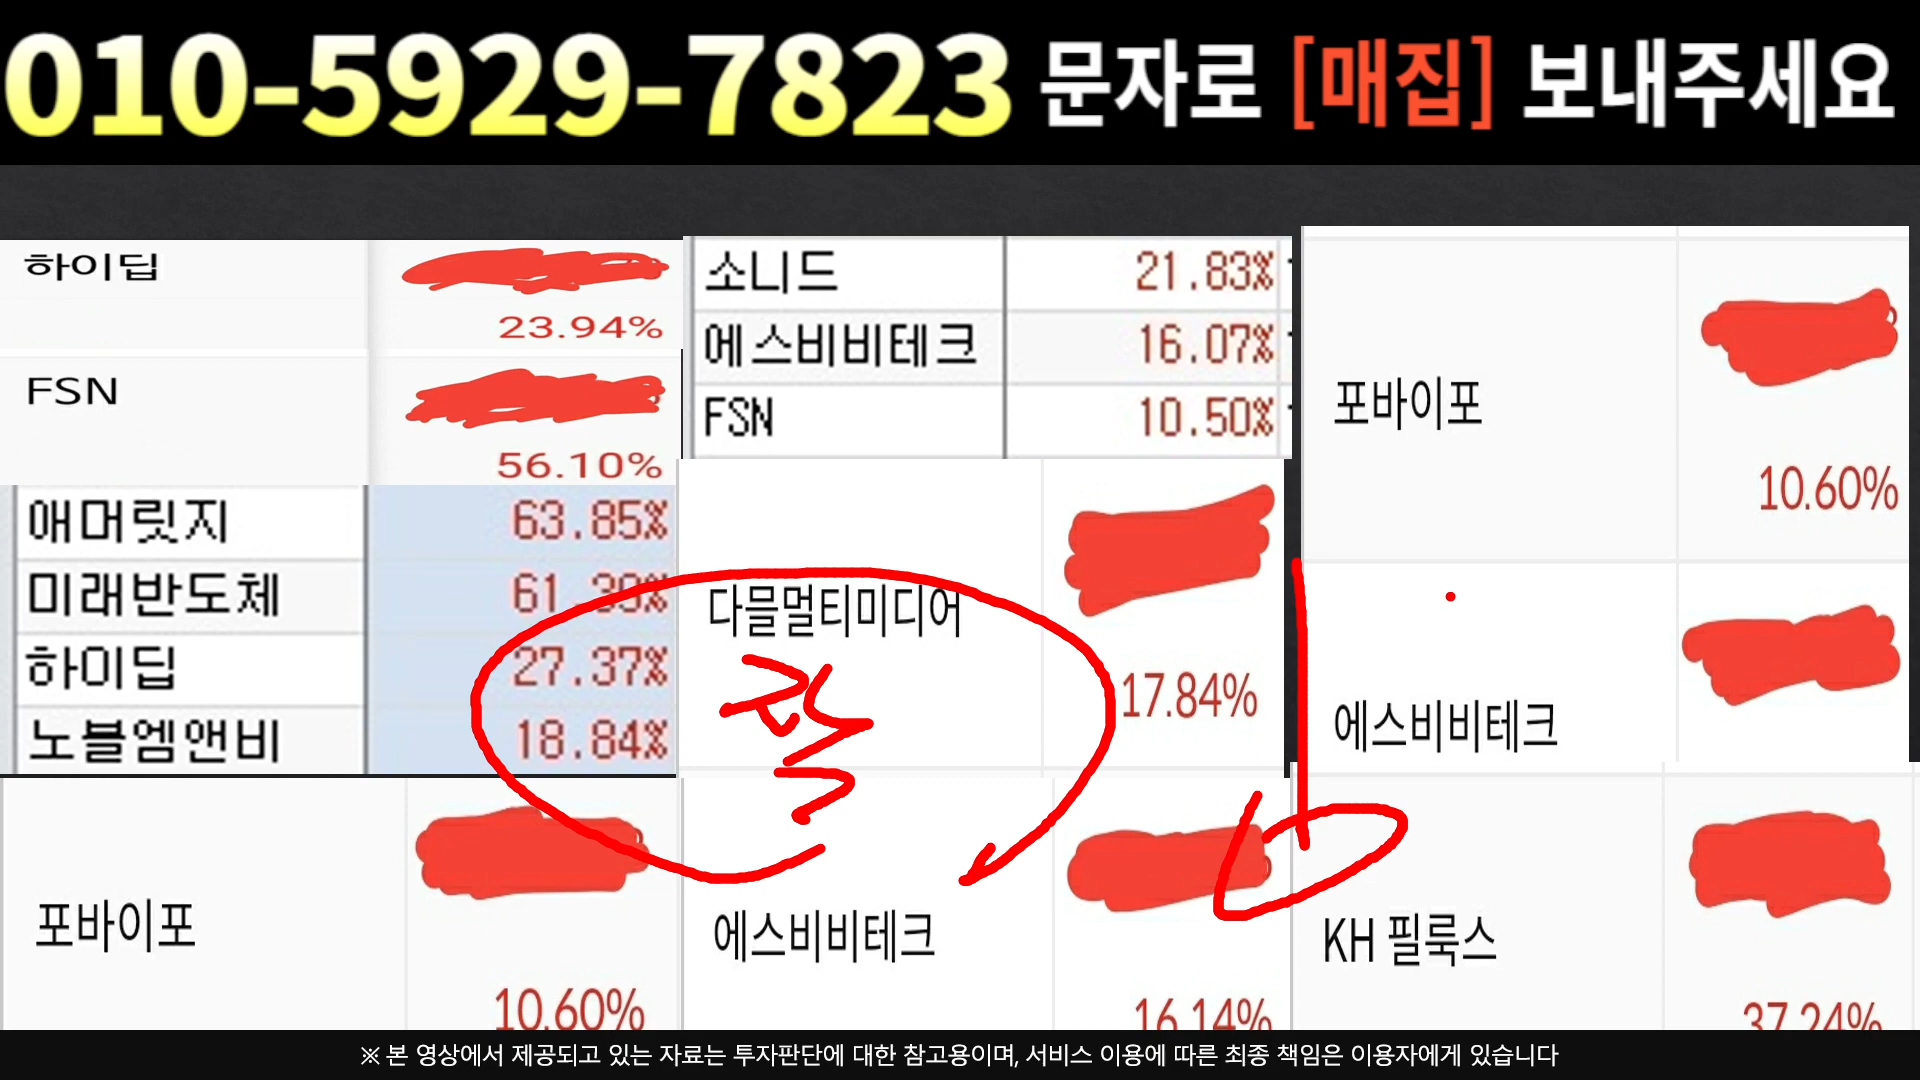 010-5929-7823 문자로 [매집] 보내주세요
하이딥
23.94%
FSN
56.10%
애머릿지 63.85%
미래반도체 61.39%
하이딥 27.37%
노블엠앤비 18.84%
소니드 21.83%
에스비비테크 16.07%
FSN 10.50%
다믈멀티미디어
17.84%
포바이포
10.60%
에스비비테크
포바이포
10.60%
에스비비테크
16.14%
KH 필룩스
37.24%
※ 본 영상에서 제공되고 있는 자료는 투자판단에 대한 참고용이며, 서비스 이용에 따른 최종 책임은 이용자에게 있습니다